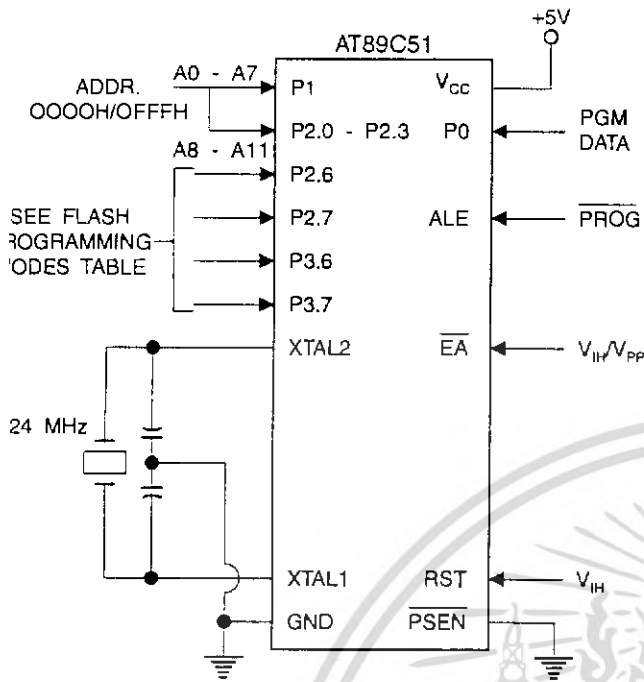 +5V
AT89C51
A0 - A7
ADDR.
0000H/0FFFH
P1
VCC
P2.0 - P2.3
P0
PGM
DATA
A8 - A11
P2.6
SEE FLASH
ROGRAMMING
ODES TABLE
P2.7
ALE
PROG
P3.6
P3.7
XTAL2
EA
VIH/VPP
24 MHz
XTAL1
RST
VIH
GND
PSEN